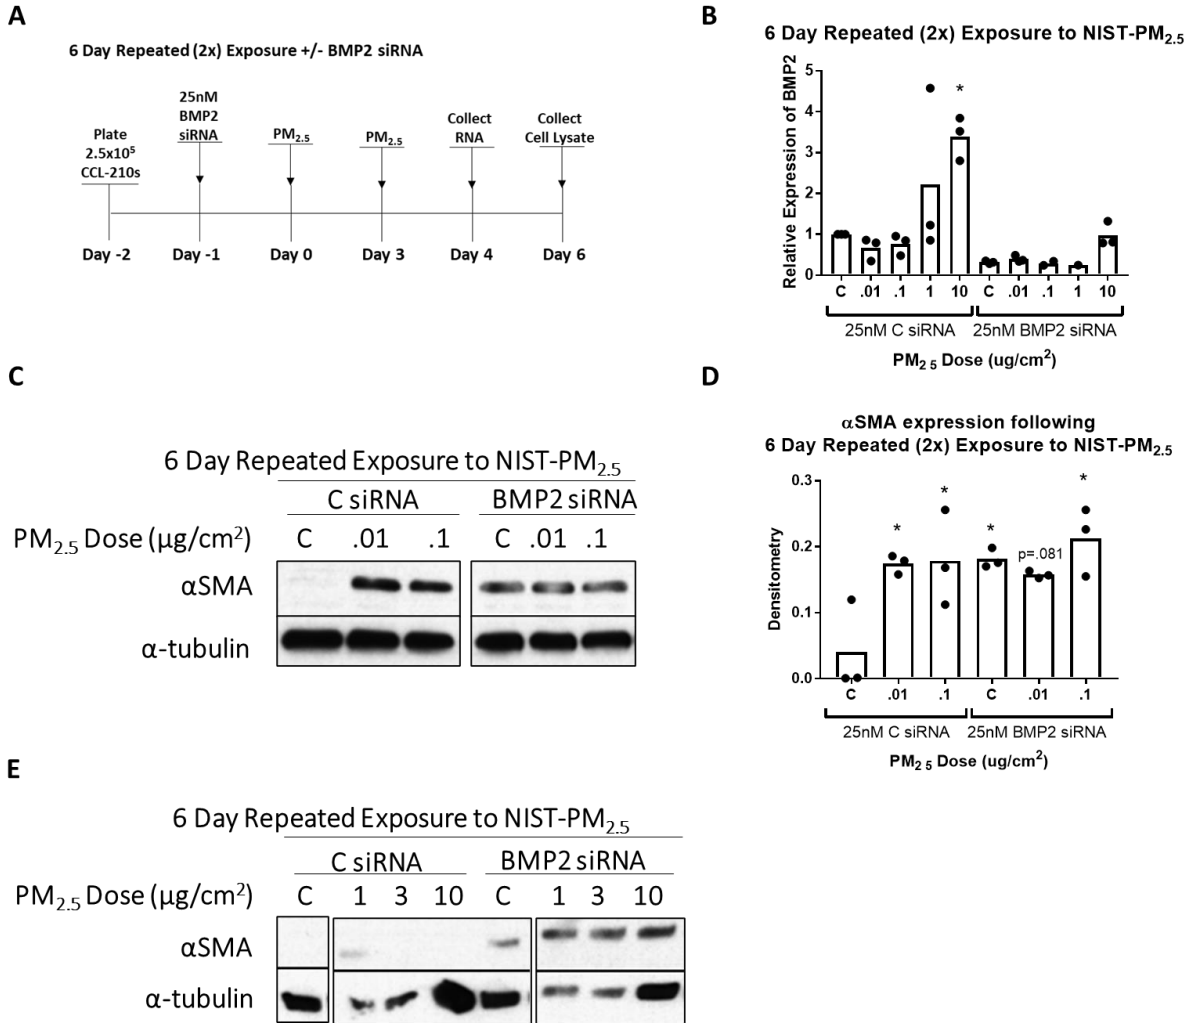 A
6 Day Repeated (2x) Exposure +/- BMP2 siRNA
Plate
2.5x10⁵
CCL-210s
25nM
BMP2
siRNA
PM₂.₅
PM₂.₅
Collect
RNA
Collect
Cell Lysate
Day -2 Day -1 Day 0 Day 3 Day 4 Day 6
B
6 Day Repeated (2x) Exposure to NIST-PM₂.₅
Relative Expression of BMP2
5
4
3
2
1
0
*
C .01 .1 1 10 C .01 .1 1 10
25nM C siRNA 25nM BMP2 siRNA
PM₂ ₅ Dose (ug/cm²)
C
6 Day Repeated Exposure to NIST-PM₂.₅
C siRNA BMP2 siRNA
PM₂.₅ Dose (µg/cm²) C .01 .1 C .01 .1
αSMA
α-tubulin
D
αSMA expression following
6 Day Repeated (2x) Exposure to NIST-PM₂.₅
Densitometry
0.3
0.2
0.1
0.0
* * * p=.081 *
C .01 .1 C .01 .1
25nM C siRNA 25nM BMP2 siRNA
PM₂ ₅ Dose (ug/cm²)
E
6 Day Repeated Exposure to NIST-PM₂.₅
C siRNA BMP2 siRNA
PM₂.₅ Dose (µg/cm²) C 1 3 10 C 1 3 10
αSMA
α-tubulin